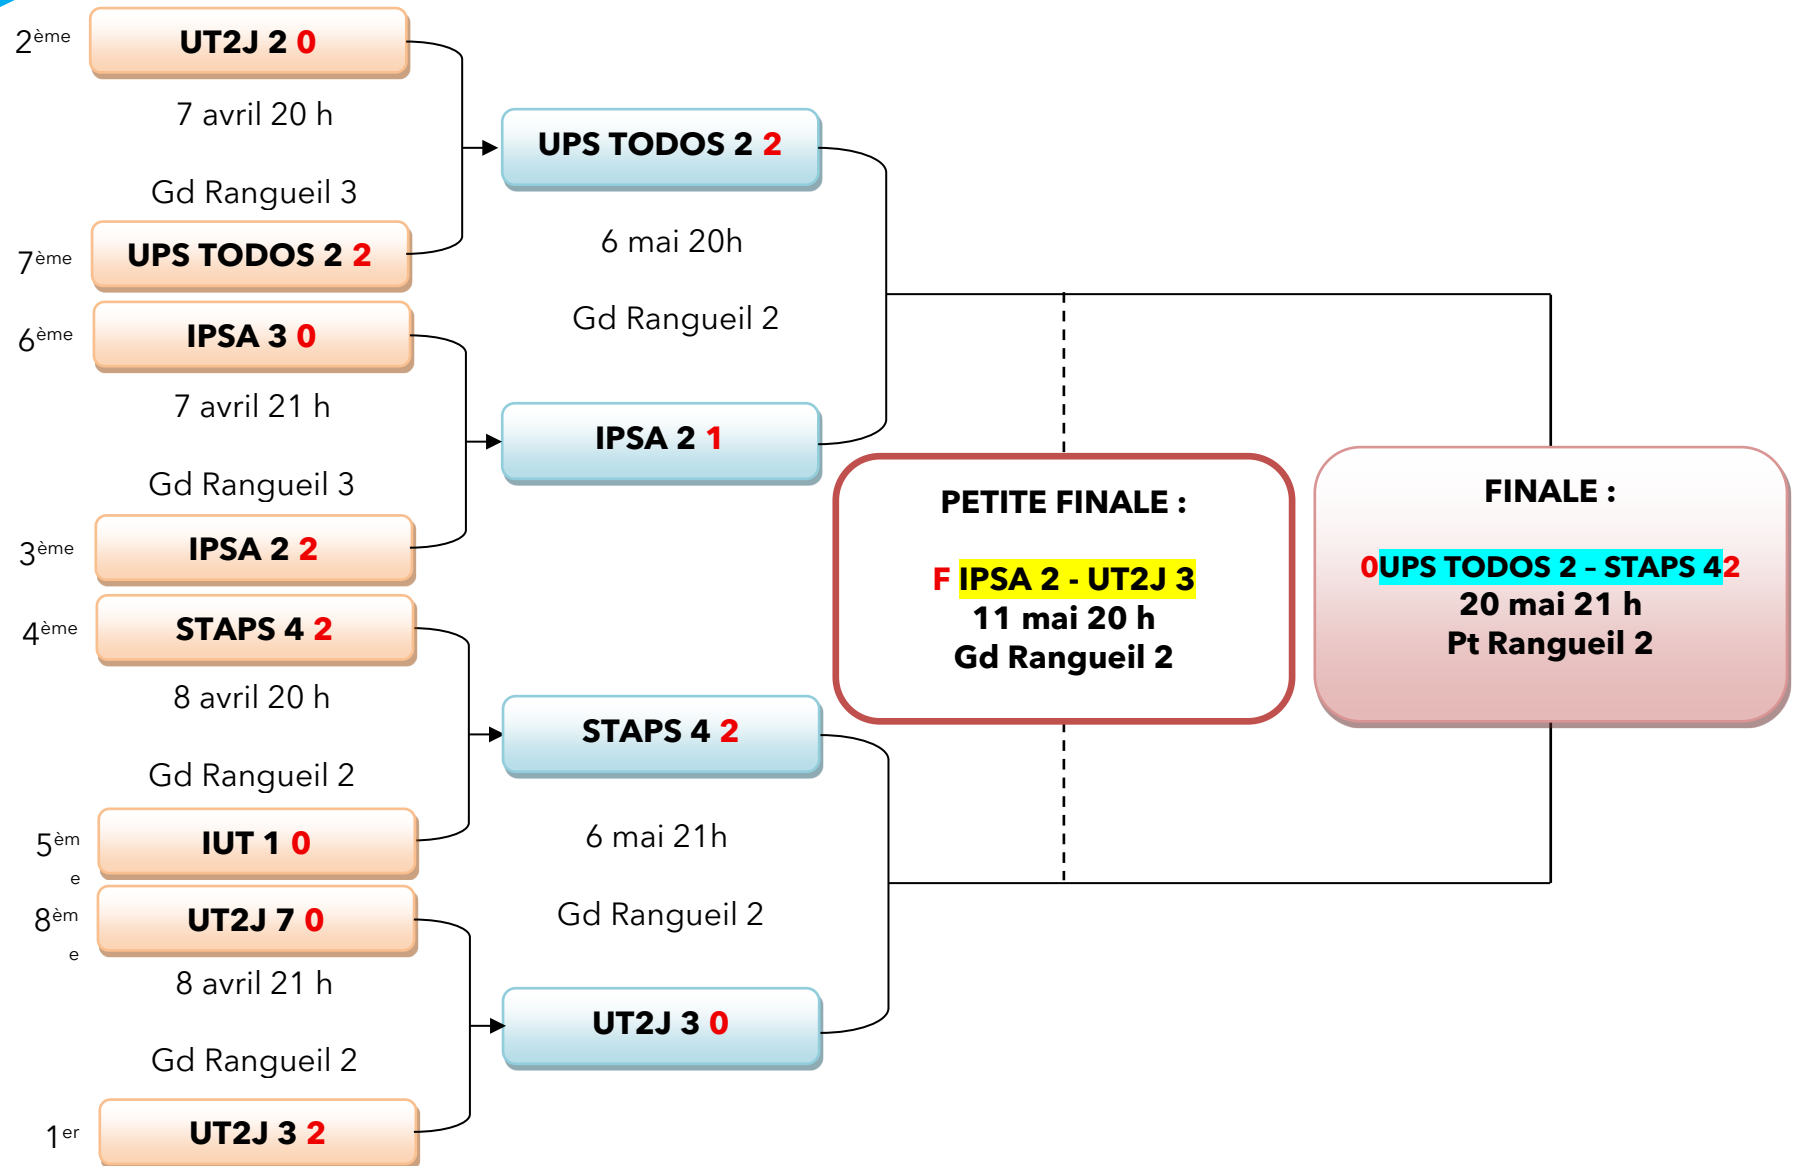 2ème
UT2J 2 0
7 avril 20 h
Gd Rangueil 3
7ème
UPS TODOS 2 2
6ème
IPSA 3 0
7 avril 21 h
Gd Rangueil 3
3ème
IPSA 2 2
4ème
STAPS 4 2
8 avril 20 h
Gd Rangueil 2
5èm
e
IUT 1 0
8èm
e
UT2J 7 0
8 avril 21 h
Gd Rangueil 2
1er
UT2J 3 2
UPS TODOS 2 2
6 mai 20h
Gd Rangueil 2
IPSA 2 1
STAPS 4 2
6 mai 21h
Gd Rangueil 2
UT2J 3 0
PETITE FINALE :
F IPSA 2 - UT2J 3
11 mai 20 h
Gd Rangueil 2
FINALE :
0UPS TODOS 2 – STAPS 42
20 mai 21 h
Pt Rangueil 2